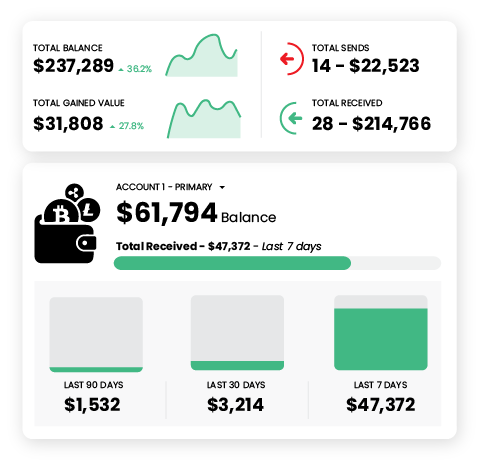 TOTAL BALANCE
$237,289 36.2%
TOTAL SENDS
14 - $22,523
TOTAL GAINED VALUE
$31,808 27.8%
TOTAL RECEIVED
28 - $214,766
ACCOUNT 1 - PRIMARY
$61,794 Balance
Total Received - $47,372 - Last 7 days
LAST 90 DAYS
$1,532
LAST 30 DAYS
$3,214
LAST 7 DAYS
$47,372